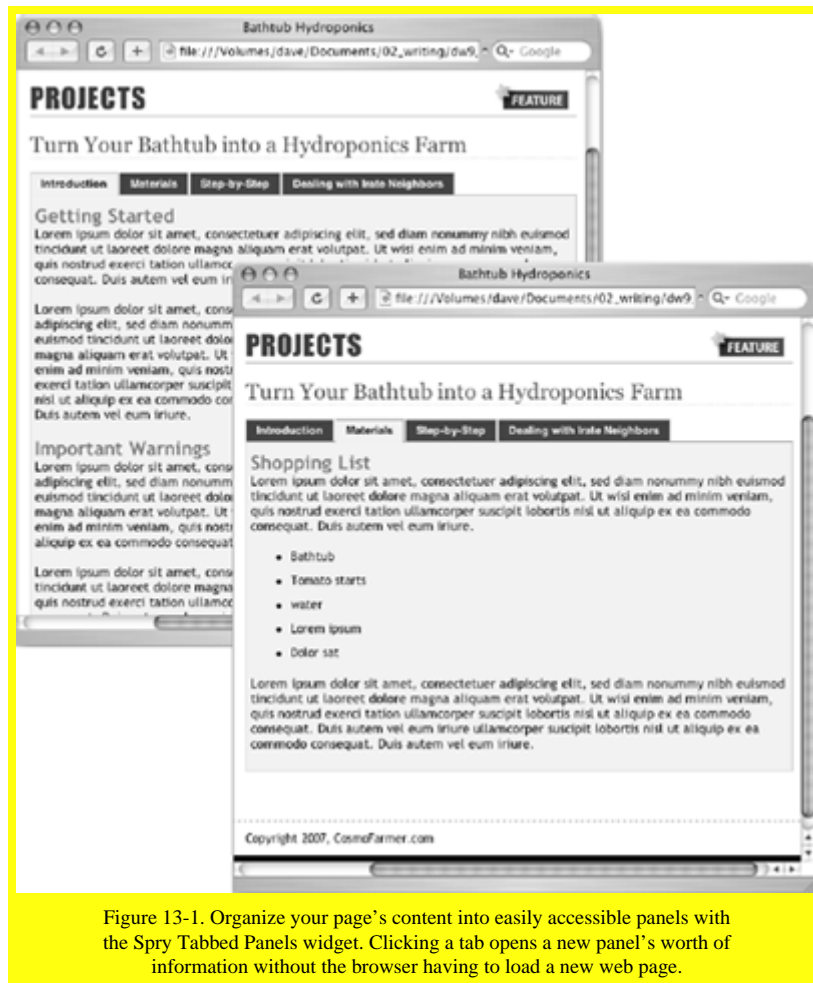 Bathtub Hydroponics
file:///Volumes/dave/Documents/02_writing/dw9
Google
PROJECTS
FEATURE
Turn Your Bathtub into a Hydroponics Farm
Introduction Materials Step-by-Step Dealing with Irate Neighbors
Getting Started
Lorem ipsum dolor sit amet, consectetuer adipiscing elit, sed diam nonummy nibh euismod
tincidunt ut laoreet dolore magna aliquam erat volutpat. Ut wisi enim ad minim veniam,
quis nostrud exerci tation ullamc
consequat. Duis autem vel eum in
Lorem ipsum dolor sit amet, cons
adipiscing elit, sed diam nonumm
euismod tincidunt ut laoreet dolo
magna aliquam erat volutpat. Ut
enim ad minim veniam, quis nost
exerci tation ullamcorper suscipit
nisl ut aliquip ex ea commodo co
Duis autem vel eum iriure.
Important Warnings
Lorem ipsum dolor sit amet, cons
adipiscing elit, sed diam nonumm
euismod tincidunt ut laoreet dolo
magna aliquam erat volutpat. Ut
enim ad minim veniam, quis nost
aliquip ex ea commodo consequat
Lorem ipsum dolor sit amet, cons
tincidunt ut laoreet dolore magna
quis nostrud exerci tation ullamco
Bathtub Hydroponics
file:///Volumes/dave/Documents/02_writing/dw9
Google
PROJECTS
FEATURE
Turn Your Bathtub into a Hydroponics Farm
Introduction Materials Step-by-Step Dealing with Irate Neighbors
Shopping List
Lorem ipsum dolor sit amet, consectetuer adipiscing elit, sed diam nonummy nibh euismod
tincidunt ut laoreet dolore magna aliquam erat volutpat. Ut wisi enim ad minim veniam,
quis nostrud exerci tation ullamcorper suscipit lobortis nisl ut aliquip ex ea commodo
consequat. Duis autem vel eum iriure.
• Bathtub
• Tomato starts
• water
• Lorem ipsum
• Dolor sat
Lorem ipsum dolor sit amet, consectetuer adipiscing elit, sed diam nonummy nibh euismod
tincidunt ut laoreet dolore magna aliquam erat volutpat. Ut wisi enim ad minim veniam,
quis nostrud exerci tation ullamcorper suscipit lobortis nisl ut aliquip ex ea commodo
consequat. Duis autem vel eum iriure ullamcorper suscipit lobortis nisl ut aliquip ex ea
commodo consequat. Duis autem vel eum iriure.
Copyright 2007, CosmoFarmer.com
Figure 13-1. Organize your page's content into easily accessible panels with
the Spry Tabbed Panels widget. Clicking a tab opens a new panel's worth of
information without the browser having to load a new web page.